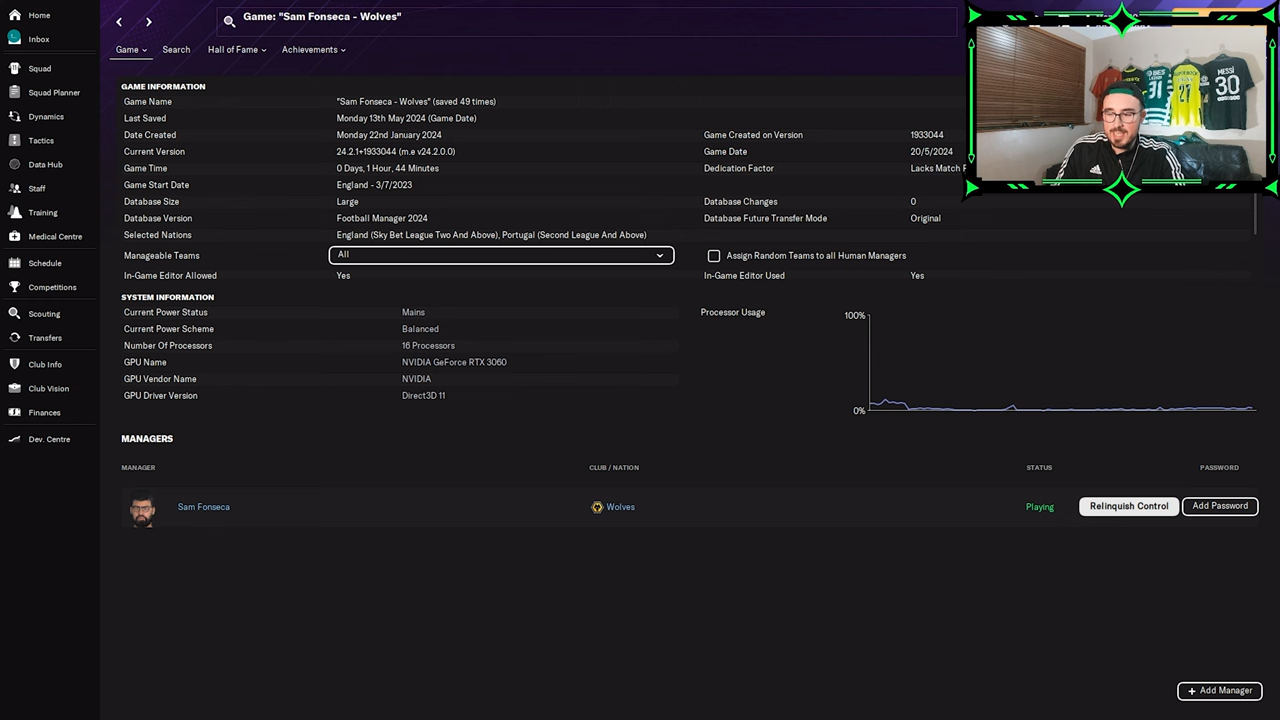 Home
Inbox
Squad
Squad Planner
Dynamics
Tactics
Data Hub
Staff
Training
Medical Centre
Schedule
Competitions
Scouting
Transfers
Club Info
Club Vision
Finances
Dev. Centre
Game: "Sam Fonseca - Wolves"
Game Search Hall of Fame Achievements
GAME INFORMATION
Game Name "Sam Fonseca - Wolves" (saved 49 times)
Last Saved Monday 13th May 2024 (Game Date)
Date Created Monday 22nd January 2024 Game Created on Version 1933044
Current Version 24.2.1+1933044 (m.e v24.2.0.0) Game Date 20/5/2024
Game Time 0 Days, 1 Hour, 44 Minutes Dedication Factor Lacks Match
Game Start Date England - 3/7/2023
Database Size Large Database Changes 0
Database Version Football Manager 2024 Database Future Transfer Mode Original
Selected Nations England (Sky Bet League Two And Above), Portugal (Second League And Above)
Manageable Teams All Assign Random Teams to all Human Managers
In-Game Editor Allowed Yes In-Game Editor Used Yes
SYSTEM INFORMATION
Current Power Status Mains Processor Usage 100%
Current Power Scheme Balanced
Number Of Processors 16 Processors
GPU Name NVIDIA GeForce RTX 3060
GPU Vendor Name NVIDIA
GPU Driver Version Direct3D 11
0%
MANAGERS
MANAGER CLUB / NATION STATUS PASSWORD
Sam Fonseca Wolves Playing Relinquish Control Add Password
+ Add Manager
31
27
MESSI
30